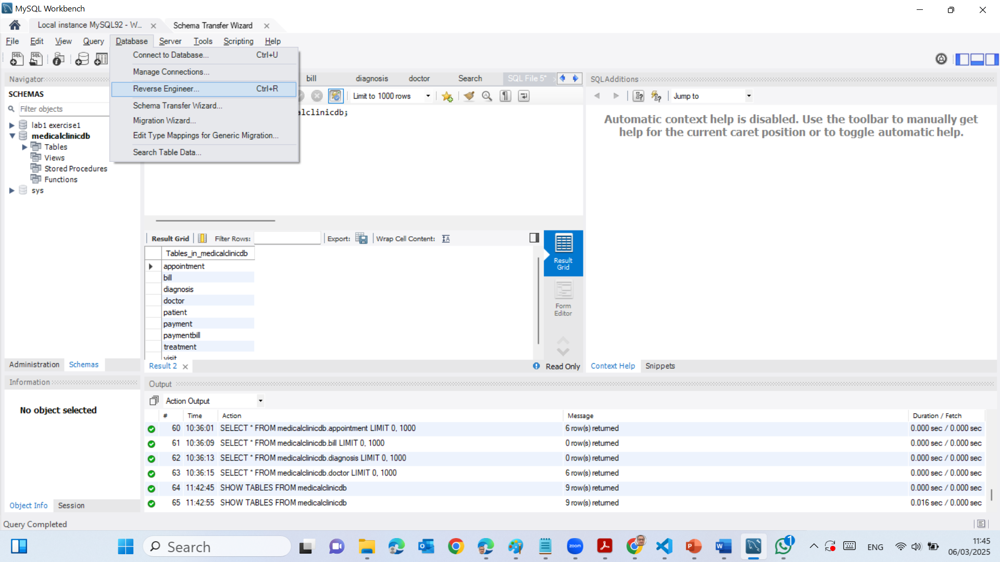 MySQL Workbench
Local instance MySQL92 - W...
Schema Transfer Wizard
File Edit View Query Database Server Tools Scripting Help
Connect to Database... Ctrl+U
Manage Connections...
Reverse Engineer... Ctrl+R
Schema Transfer Wizard...
Migration Wizard...
Edit Type Mappings for Generic Migration...
Search Table Data...
Navigator
SCHEMAS
Filter objects
lab1 exercise1
medicalclinicdb
Tables
Views
Stored Procedures
Functions
sys
Administration Schemas
Information
No object selected
Object Info Session
Query Completed
bill diagnosis doctor Search SQL File 5*
Limit to 1000 rows
alclinicdb;
Result Grid Filter Rows: Export: Wrap Cell Content:
Tables_in_medicalclinicdb
appointment
bill
diagnosis
doctor
patient
payment
paymentbill
treatment
visit
Result Grid
Form Editor
Result 2 Read Only
SQLAdditions
Jump to
Automatic context help is disabled. Use the toolbar to manually get
help for the current caret position or to toggle automatic help.
Context Help Snippets
Output
Action Output
# Time Action Message Duration / Fetch
60 10:36:01 SELECT * FROM medicalclinicdb.appointment LIMIT 0, 1000 6 row(s) returned 0.000 sec / 0.000 sec
61 10:36:09 SELECT * FROM medicalclinicdb.bill LIMIT 0, 1000 0 row(s) returned 0.000 sec / 0.000 sec
62 10:36:13 SELECT * FROM medicalclinicdb.diagnosis LIMIT 0, 1000 0 row(s) returned 0.000 sec / 0.000 sec
63 10:36:15 SELECT * FROM medicalclinicdb.doctor LIMIT 0, 1000 6 row(s) returned 0.000 sec / 0.000 sec
64 11:42:45 SHOW TABLES FROM medicalclinicdb 9 row(s) returned 0.000 sec / 0.000 sec
65 11:42:55 SHOW TABLES FROM medicalclinicdb 9 row(s) returned 0.016 sec / 0.000 sec
Search
zoom
1
ENG
11:45
06/03/2025